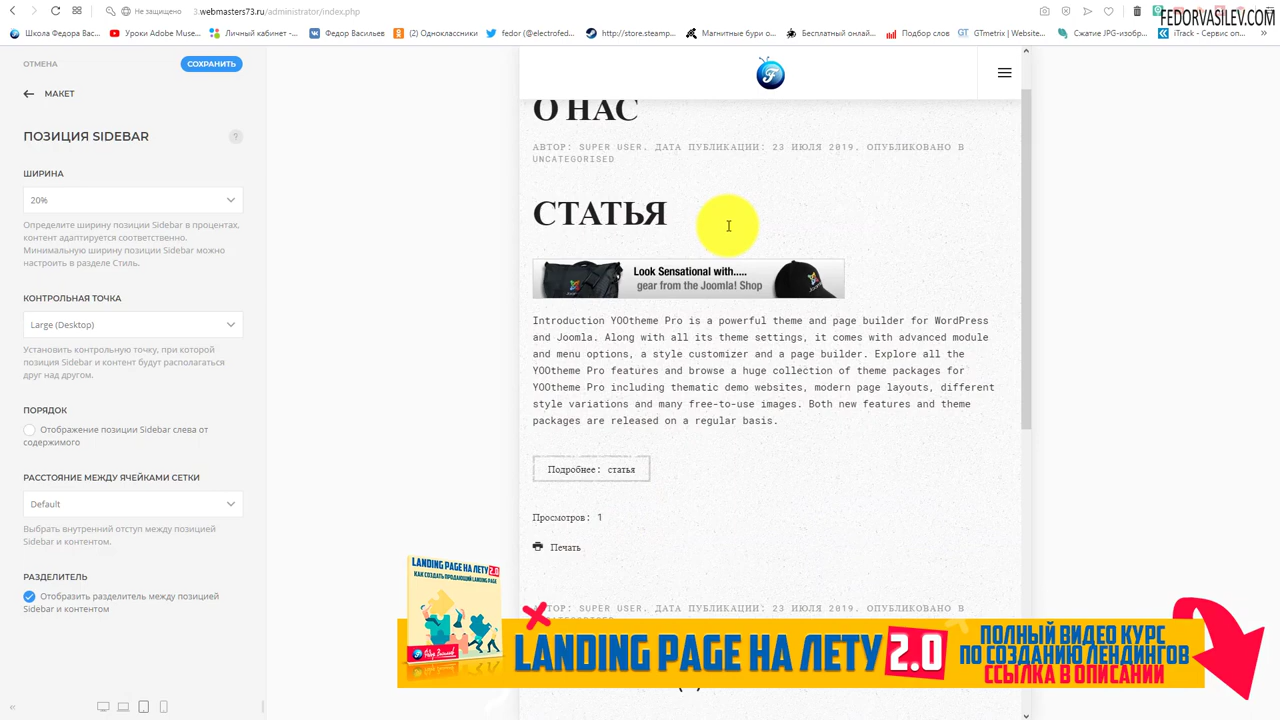 Не защищено
3.webmasters73.ru/administrator/index.php
FEDORVASILEV.COM
Школа Федора Вас...
Уроки Adobe Muse...
Личный кабинет -...
Федор Васильев
(2) Одноклассники
fedor (@electrofed...
http://store.steamp...
Магнитные бури о...
Бесплатный онлай...
Подбор слов
GTmetrix | Website...
Сжатие JPG-изобр...
iTrack - Сервис оп...
ОТМЕНА
СОХРАНИТЬ
МАКЕТ
ПОЗИЦИЯ SIDEBAR
?
ШИРИНА
20%
Определите ширину позиции Sidebar в процентах,
контент адаптируется соответственно.
Минимальную ширину позиции Sidebar можно
настроить в разделе Стиль.
КОНТРОЛЬНАЯ ТОЧКА
Large (Desktop)
Установить контрольную точку, при которой
позиция Sidebar и контент будут располагаться
друг над другом.
ПОРЯДОК
Отображение позиции Sidebar слева от
содержимого
РАССТОЯНИЕ МЕЖДУ ЯЧЕЙКАМИ СЕТКИ
Default
Выбрать внутренний отступ между позицией
Sidebar и контентом.
РАЗДЕЛИТЕЛЬ
Отобразить разделитель между позицией
Sidebar и контентом
О НАС
АВТОР: SUPER USER. ДАТА ПУБЛИКАЦИИ: 23 ИЮЛЯ 2019. ОПУБЛИКОВАНО В
UNCATEGORISED
СТАТЬЯ
Look Sensational with.....
gear from the Joomla! Shop
Introduction YOOtheme Pro is a powerful theme and page builder for WordPress
and Joomla. Along with all its theme settings, it comes with advanced module
and menu options, a style customizer and a page builder. Explore all the
YOOtheme Pro features and browse a huge collection of theme packages for
YOOtheme Pro including thematic demo websites, modern page layouts, different
style variations and many free-to-use images. Both new features and theme
packages are released on a regular basis.
Подробнее: статья
Просмотров: 1
Печать
АВТОР: SUPER USER. ДАТА ПУБЛИКАЦИИ: 23 ИЮЛЯ 2019. ОПУБЛИКОВАНО В
LANDING PAGE НА ЛЕТУ 2.0
КАК СОЗДАТЬ ПРОДАЮЩИЙ LANDING PAGE
Федор Васильев
LANDING PAGE НА ЛЕТУ 2.0
ПОЛНЫЙ ВИДЕО КУРС
ПО СОЗДАНИЮ ЛЕНДИНГОВ
ССЫЛКА В ОПИСАНИИ